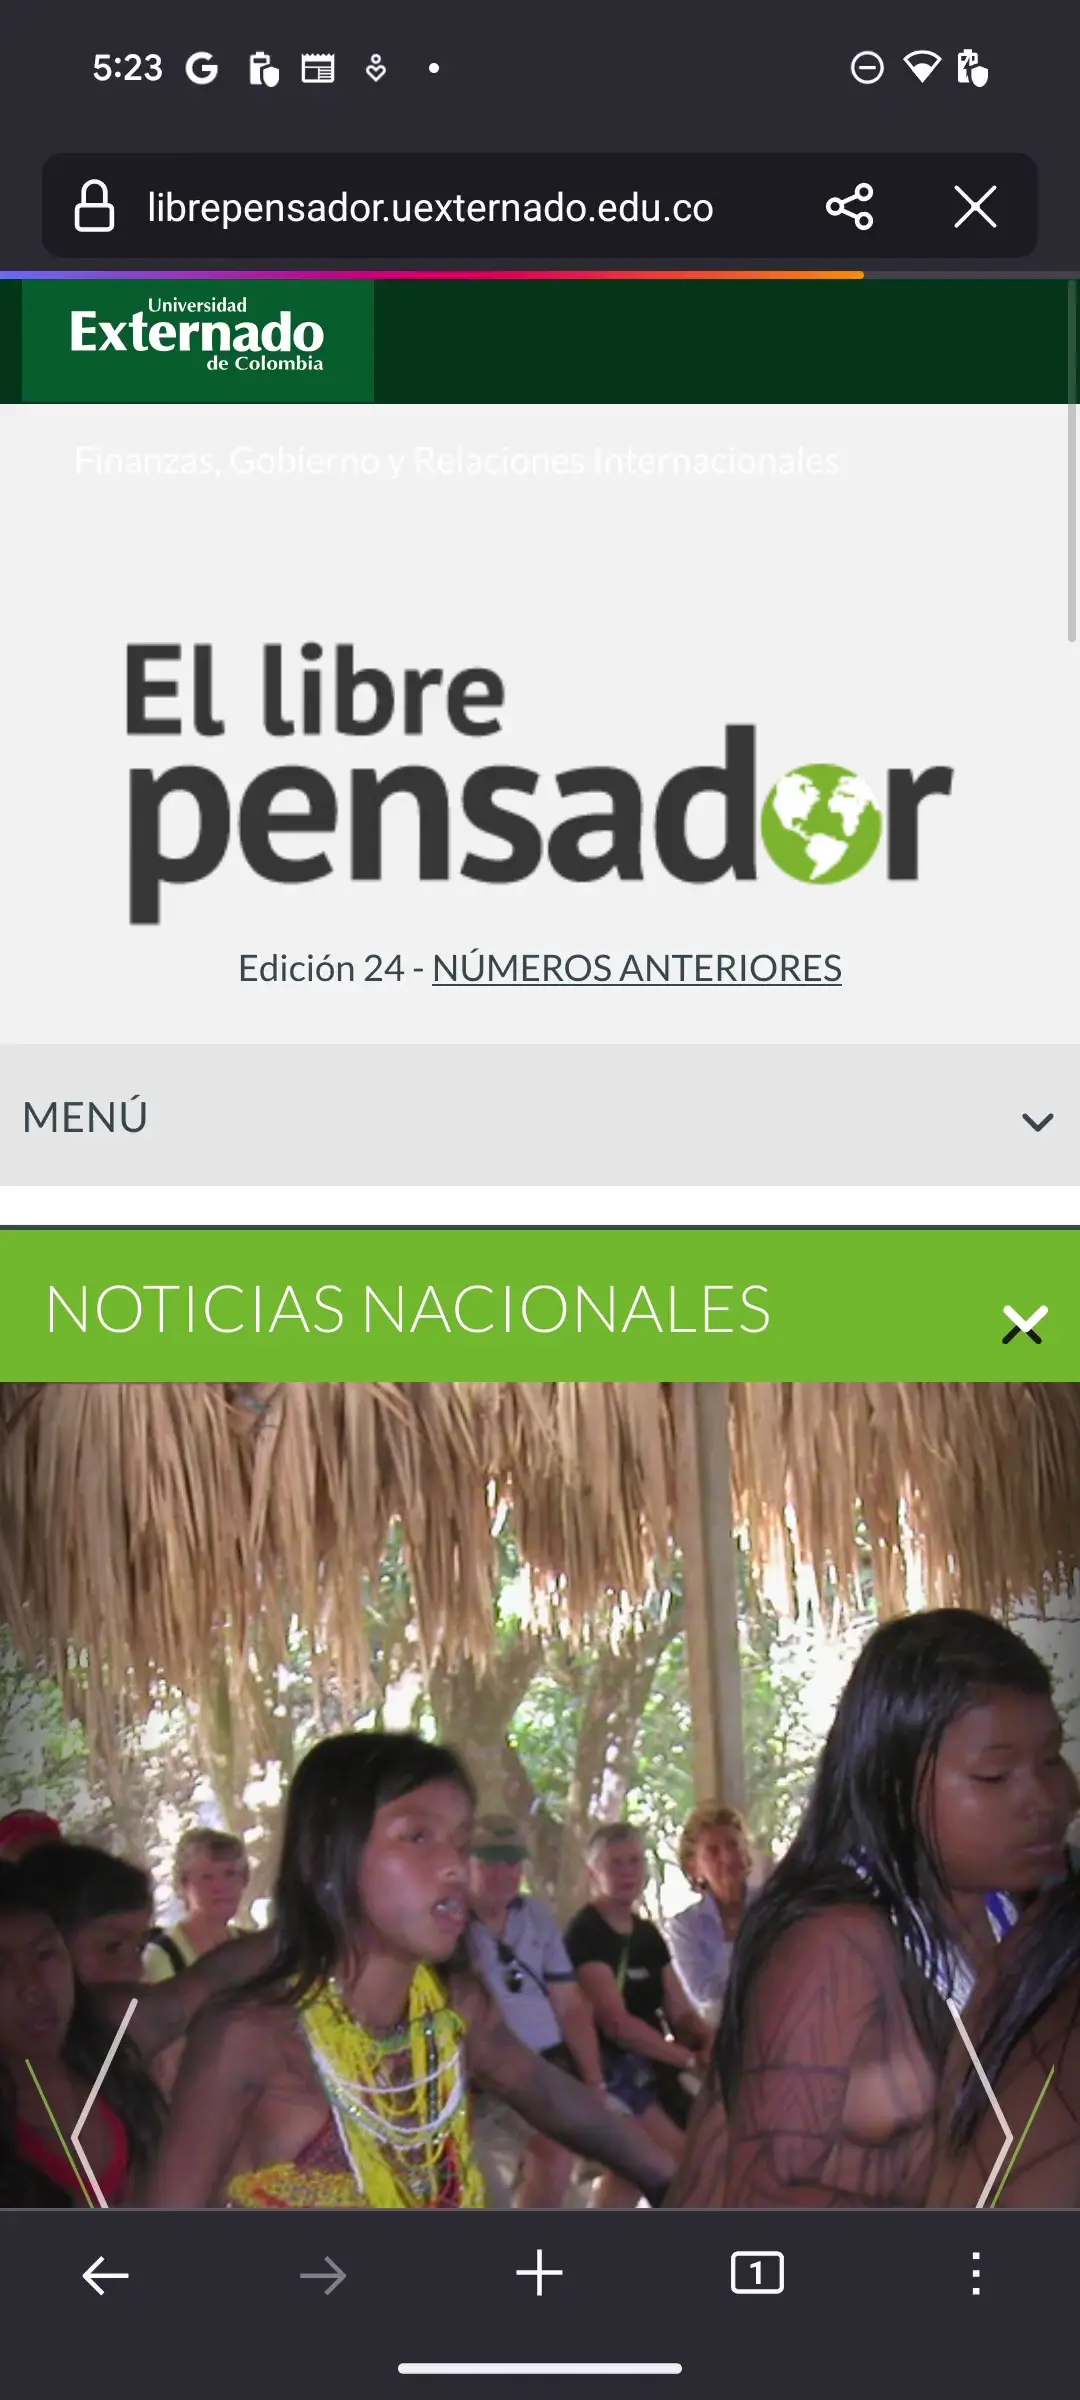 5:23
librepensador.uexternado.edu.co
Universidad
Externado
de Colombia
Finanzas, Gobierno y Relaciones Internacionales
El libre
pensador
Edición 24 - NÚMEROS ANTERIORES
MENÚ
NOTICIAS NACIONALES
1